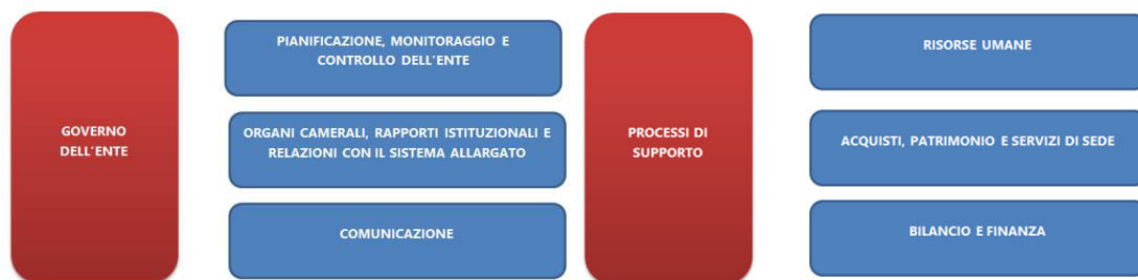 GOVERNO
DELL'ENTE
PIANIFICAZIONE, MONITORAGGIO E
CONTROLLO DELL'ENTE
ORGANI CAMERALI, RAPPORTI ISTITUZIONALI E
RELAZIONI CON IL SISTEMA ALLARGATO
COMUNICAZIONE
PROCESSI DI
SUPPORTO
RISORSE UMANE
ACQUISTI, PATRIMONIO E SERVIZI DI SEDE
BILANCIO E FINANZA